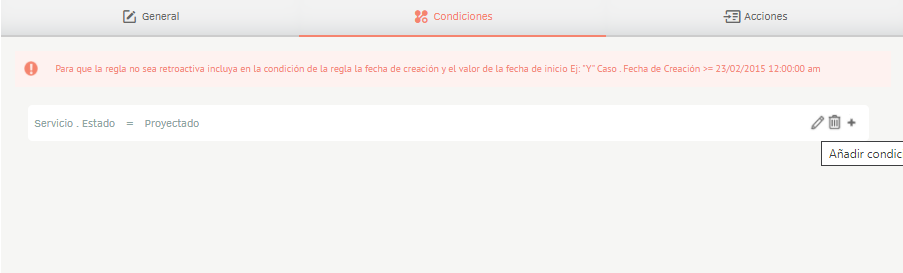 General
Condiciones
Acciones
Para que la regla no sea retroactiva incluya en la condición de la regla la fecha de creación y el valor de la fecha de inicio Ej: "Y" Caso . Fecha de Creación >= 23/02/2015 12:00:00 am
Servicio . Estado = Proyectado
Añadir condic